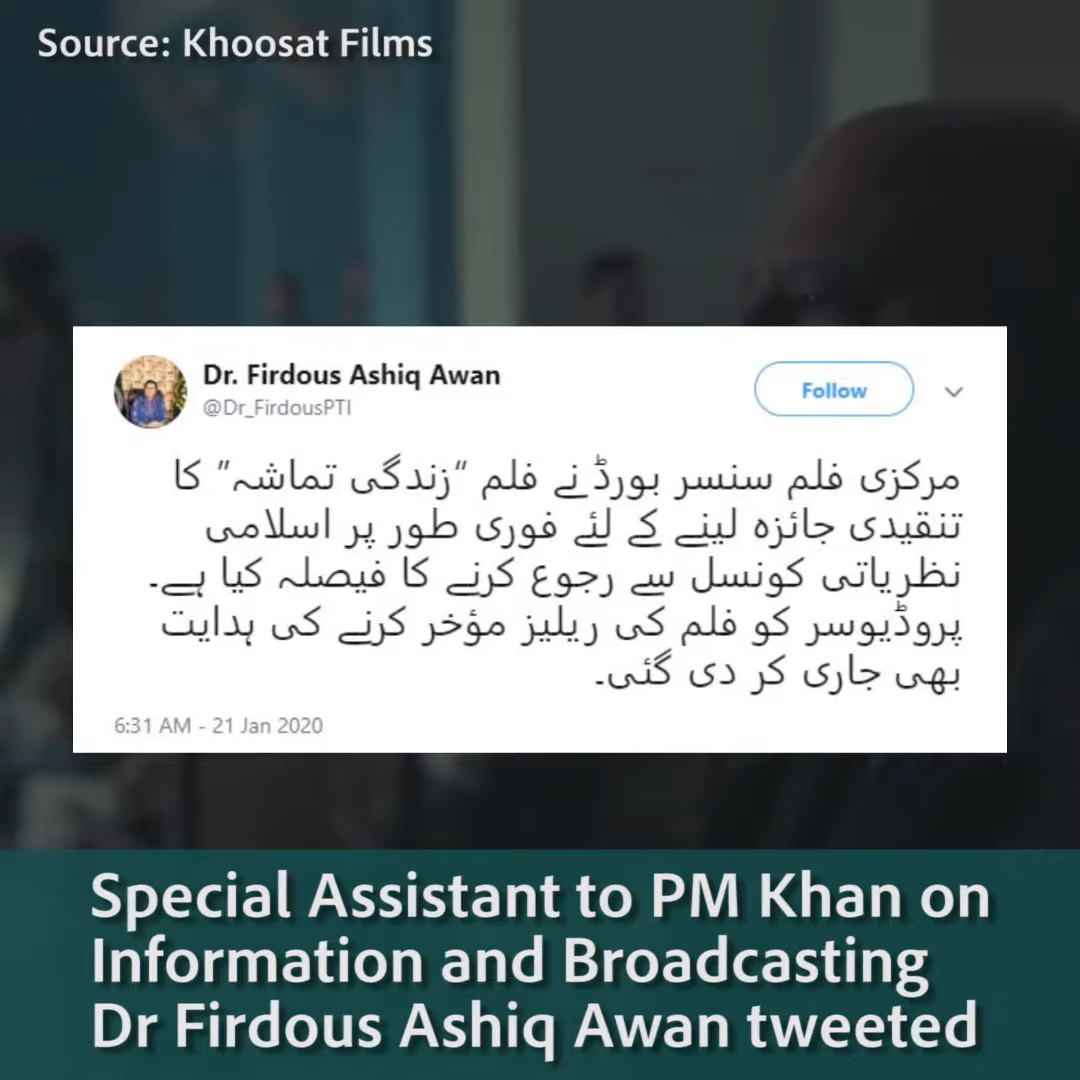 Source: Khoosat Films
Dr. Firdous Ashiq Awan
@Dr_FirdousPTI
Follow
مرکزی فلم سنسر بورڈ نے فلم “زندگی تماشہ” کا
تنقیدی جائزہ لینے کے لئے فوری طور پر اسلامی
نظریاتی کونسل سے رجوع کرنے کا فیصلہ کیا ہے۔
پروڈیوسر کو فلم کی ریلیز مؤخر کرنے کی ہدایت
بھی جاری کر دی گئی۔
6:31 AM - 21 Jan 2020
Special Assistant to PM Khan on
Information and Broadcasting
Dr Firdous Ashiq Awan tweeted